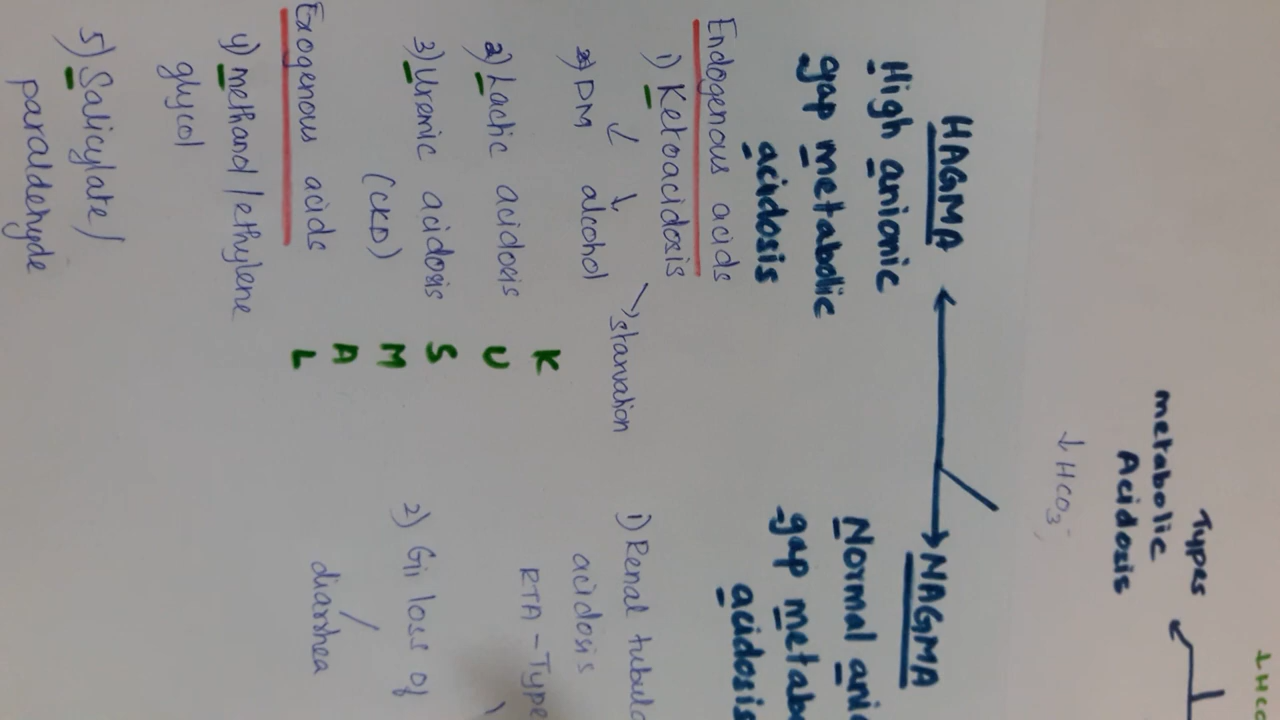 ↓HCO
Types
metabolic
Acidosis
↓HCO3⁻,
HAGMA
High anionic
gap metabolic
acidosis
Endogenous acids
1) Ketoacidosis
DM alcohol starvation
2) Lactic acidosis
3) Uremic acidosis
(CKD)
Exogenous acids
4) methanol/ethylene
glycol
5) Salicylate/
paraldehyde
K
U
S
M
A
L
NAGMA
Normal ani
gap metab
acidosis
1) Renal tubula
acidosis
RTA - Type
2) GI loss of
diarrhea